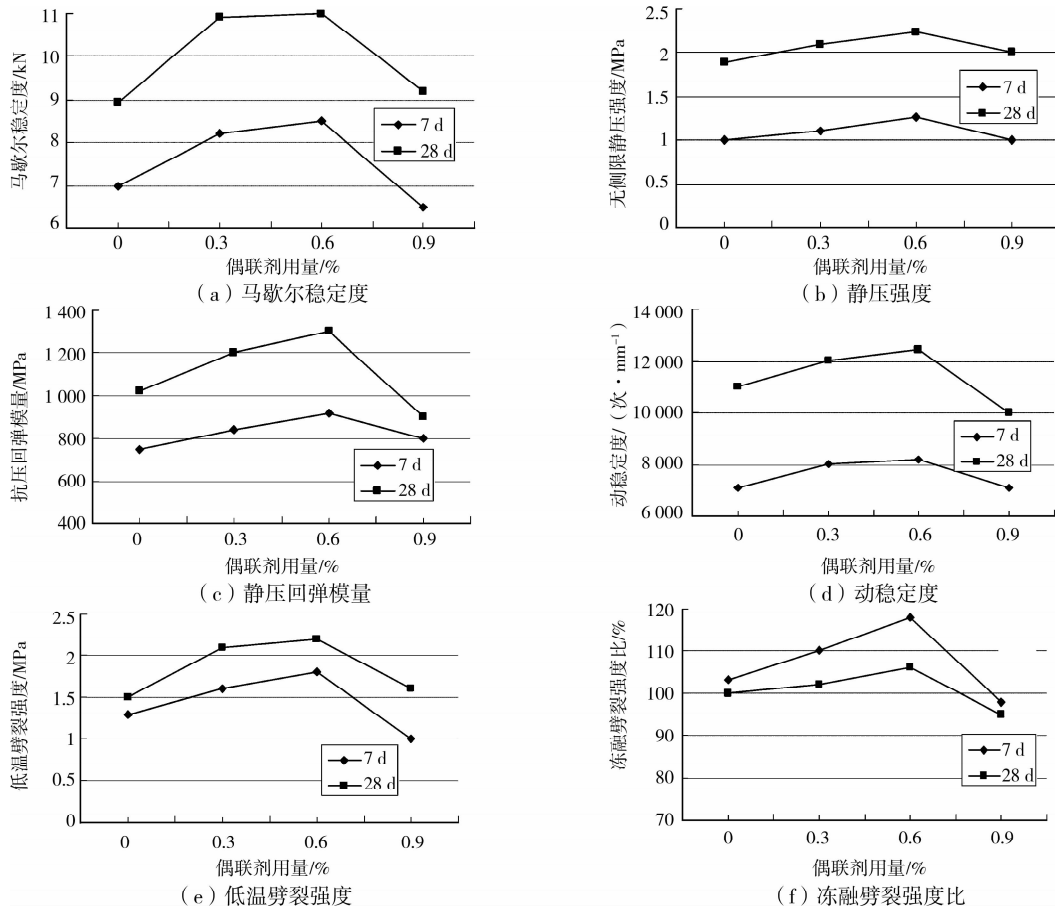 11
10
9
8
7
6
马歇尔稳定度/kN
7 d
28 d
0 0.3 0.6 0.9
偶联剂用量/%
(a)马歇尔稳定度
2.5
2
1.5
1
0.5
0
无侧限静压强度/MPa
7 d
28 d
0 0.3 0.6 0.9
偶联剂用量/%
(b)静压强度
1 400
1 200
1 000
800
600
400
抗压回弹模量/MPa
7 d
28 d
0 0.3 0.6 0.9
偶联剂用量/%
(c)静压回弹模量
14 000
12 000
10 000
8 000
6 000
动稳定度/(次·mm⁻¹)
7 d
28 d
0 0.3 0.6 0.9
偶联剂用量/%
(d)动稳定度
2.5
2
1.5
1
0.5
0
低温劈裂强度/MPa
7 d
28 d
0 0.3 0.6 0.9
偶联剂用量/%
(e)低温劈裂强度
120
110
100
90
80
70
冻融劈裂强度比/%
7 d
28 d
0 0.3 0.6 0.9
偶联剂用量/%
(f)冻融劈裂强度比